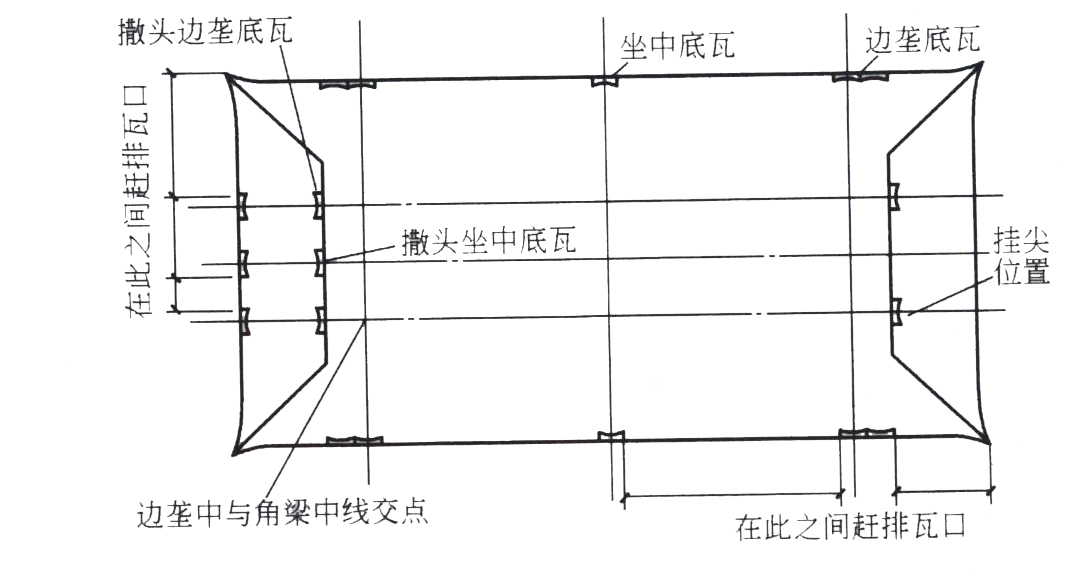 撒头边垄底瓦
坐中底瓦
边垄底瓦
在此之间赶排瓦口
撒头坐中底瓦
挂尖
位置
边垄中与角梁中线交点
在此之间赶排瓦口